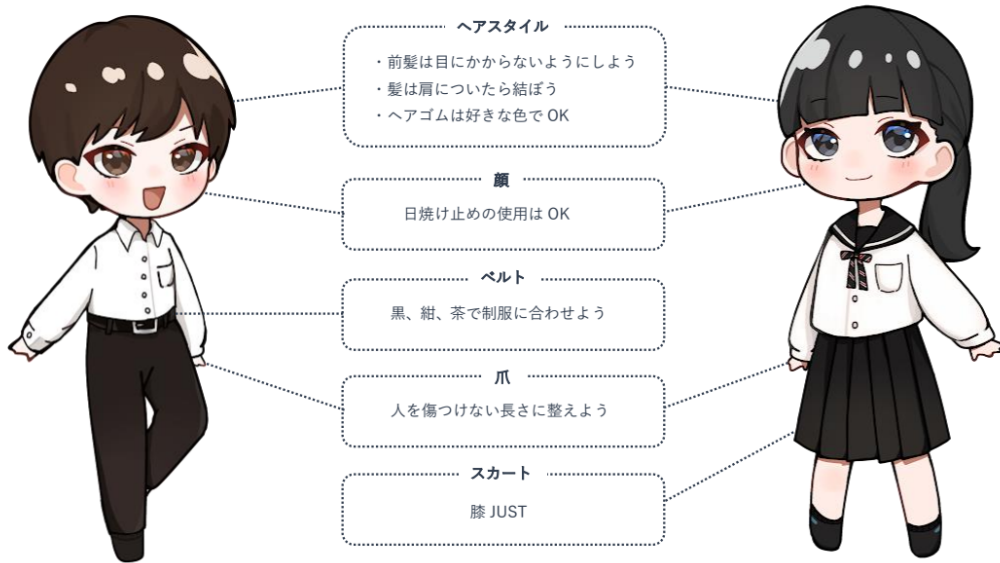 ヘアスタイル
・前髪は目にかからないようにしよう
・髪は肩についたら結ぼう
・ヘアゴムは好きな色で OK
顔
日焼け止めの使用は OK
ベルト
黒、紺、茶で制服に合わせよう
爪
人を傷つけない長さに整えよう
スカート
膝 JUST